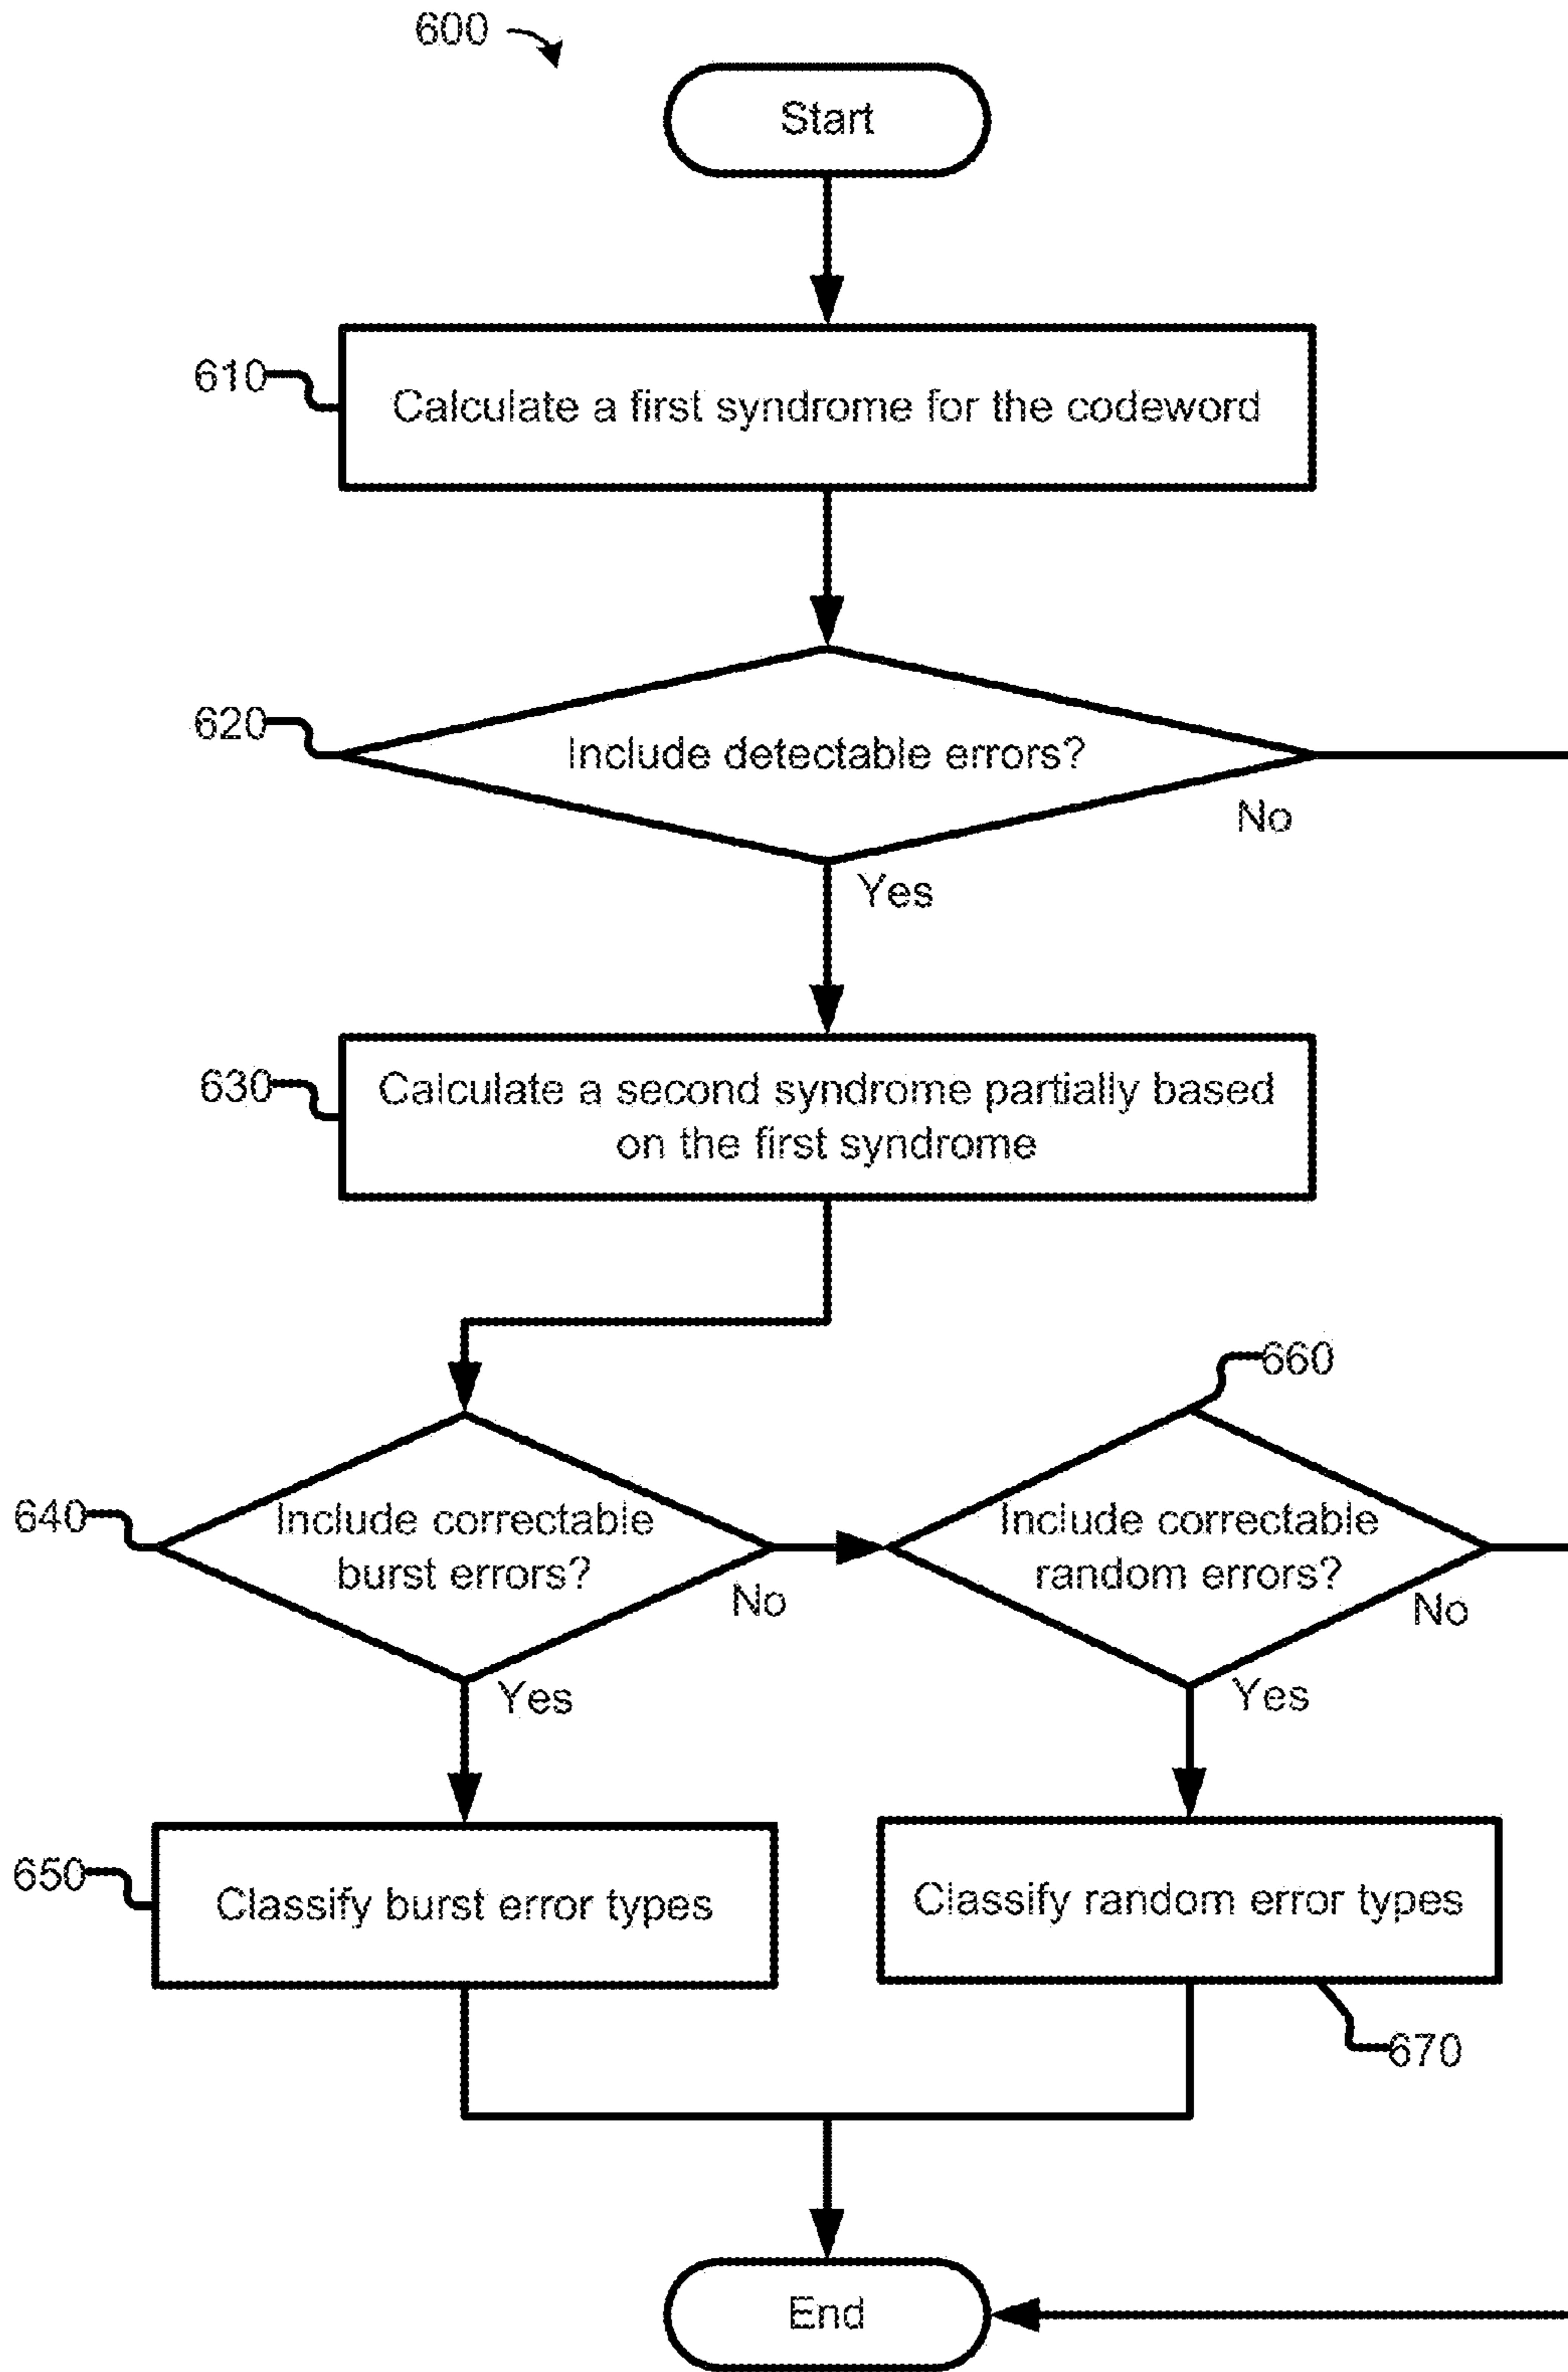 600
Start
610
Calculate a first syndrome for the codeword
620
Include detectable errors?
No
Yes
630
Calculate a second syndrome partially based
on the first syndrome
660
640
Include correctable
burst errors?
No
Include correctable
random errors?
No
Yes
Yes
650
Classify burst error types
Classify random error types
670
End